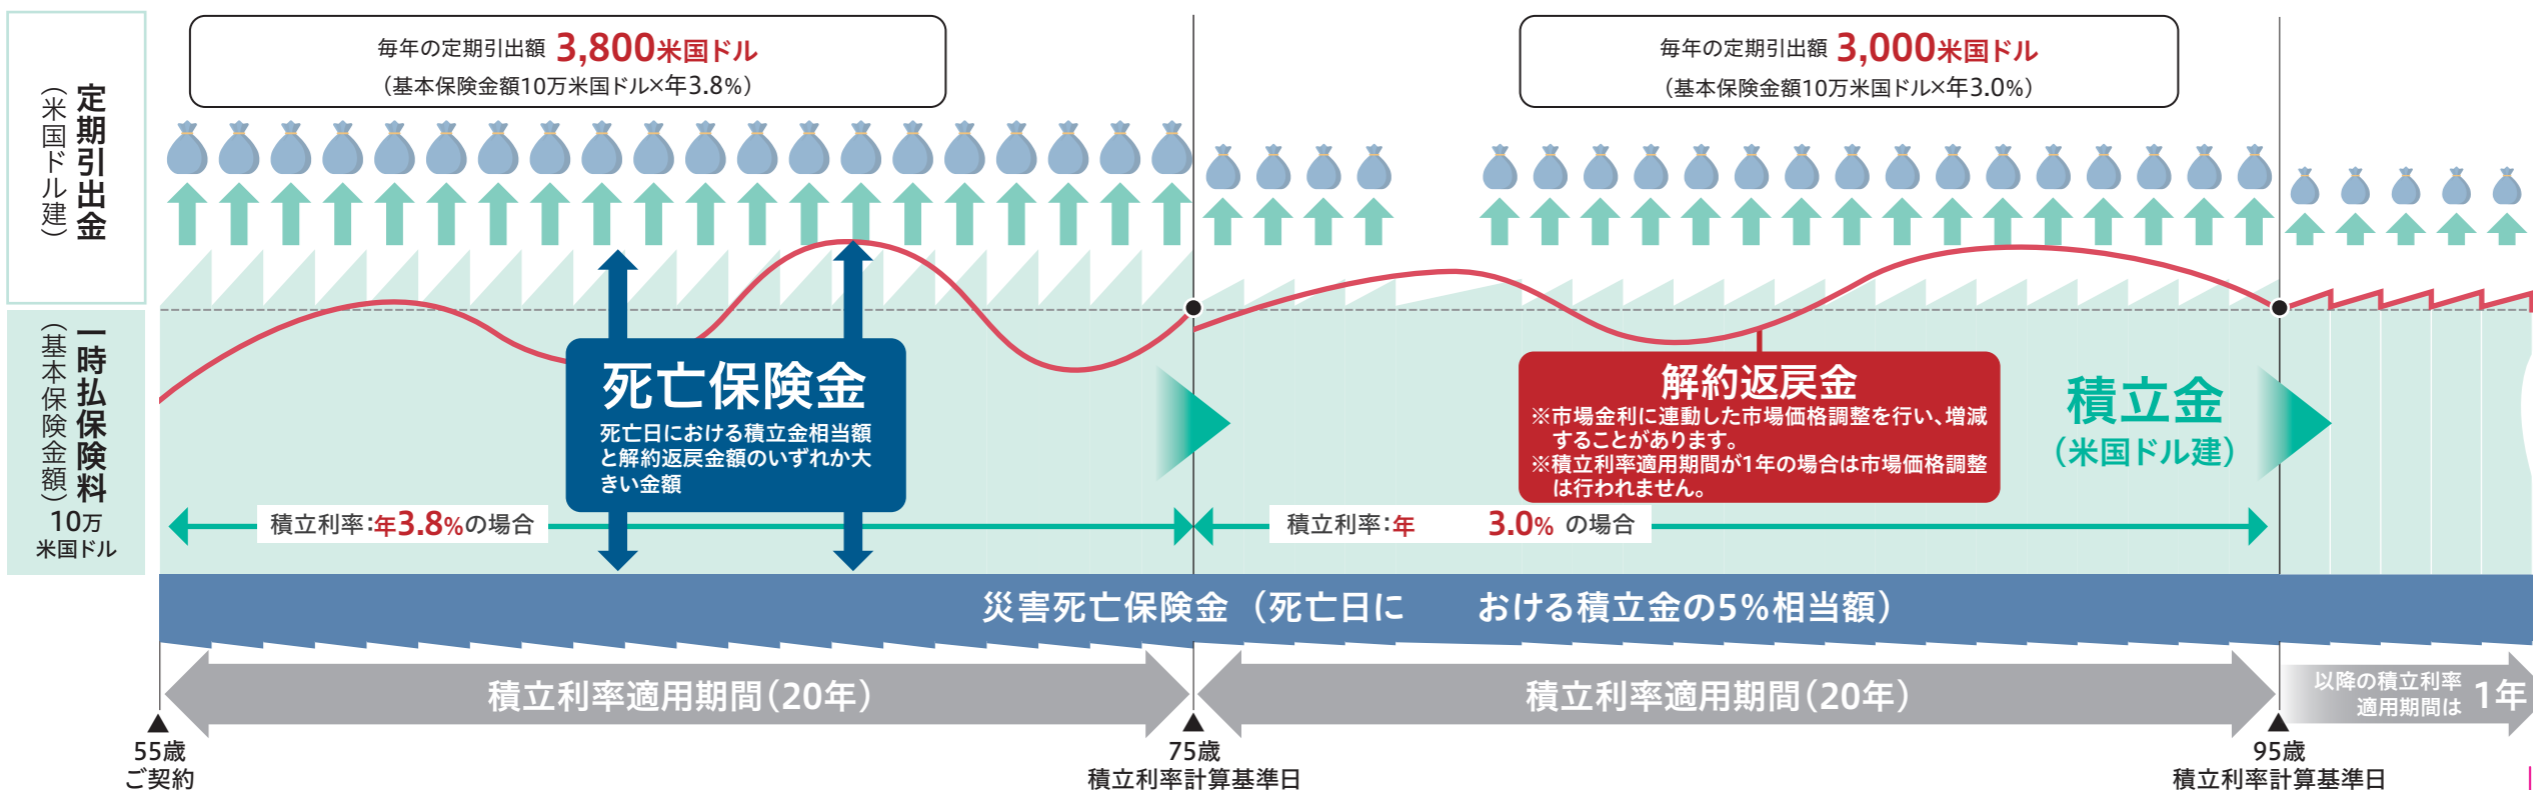 定期引出金
（米国ドル建）
毎年の定期引出額 3,800米国ドル
（基本保険金額10万米国ドル×年3.8%）
毎年の定期引出額 3,000米国ドル
（基本保険金額10万米国ドル×年3.0%）
一時払保険料
（基本保険金額）
10万
米国ドル
死亡保険金
死亡日における積立金相当額
と解約返戻金額のいずれか大
きい金額
解約返戻金
※市場金利に連動した市場価格調整を行い、増減
することがあります。
※積立利率適用期間が1年の場合は市場価格調整
は行われません。
積立金
（米国ドル建）
積立利率：年3.8%の場合
積立利率：年 3.0% の場合
災害死亡保険金（死亡日に おける積立金の5%相当額）
積立利率適用期間（20年）
積立利率適用期間（20年）
以降の積立利率
適用期間は 1年
55歳
ご契約
75歳
積立利率計算基準日
95歳
積立利率計算基準日